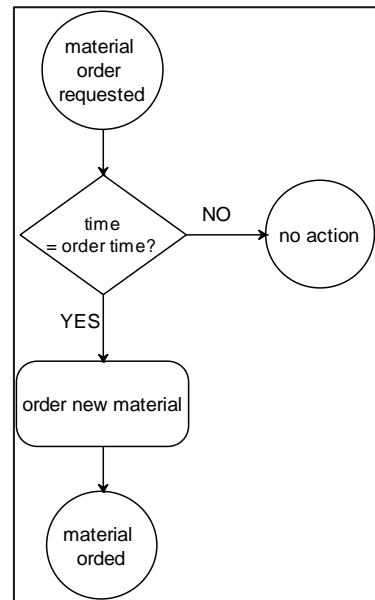 material
order
requested
time
= order time?
NO
no action
YES
order new material
material
orded